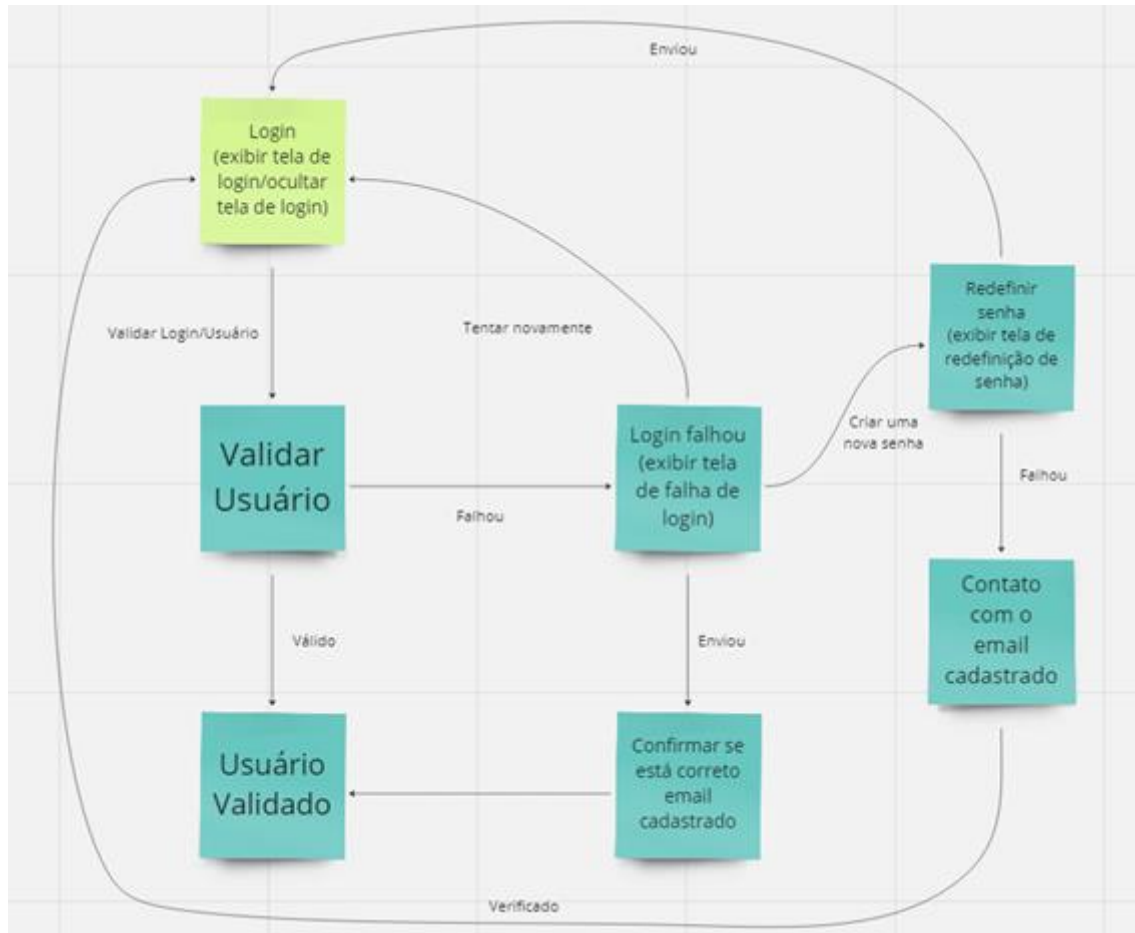 Enviou
Login
(exibir tela de
login/ocultar
tela de login)
Validar Login/Usuário
Tentar novamente
Redefinir
senha
(exibir tela de
redefinição de
senha)
Criar uma
nova senha
Validar
Usuário
Falhou
Login falhou
(exibir tela
de falha de
login)
Falhou
Válido
Enviou
Contato
com o
email
cadastrado
Usuário
Validado
Confirmar se
está correto
email
cadastrado
Verificado